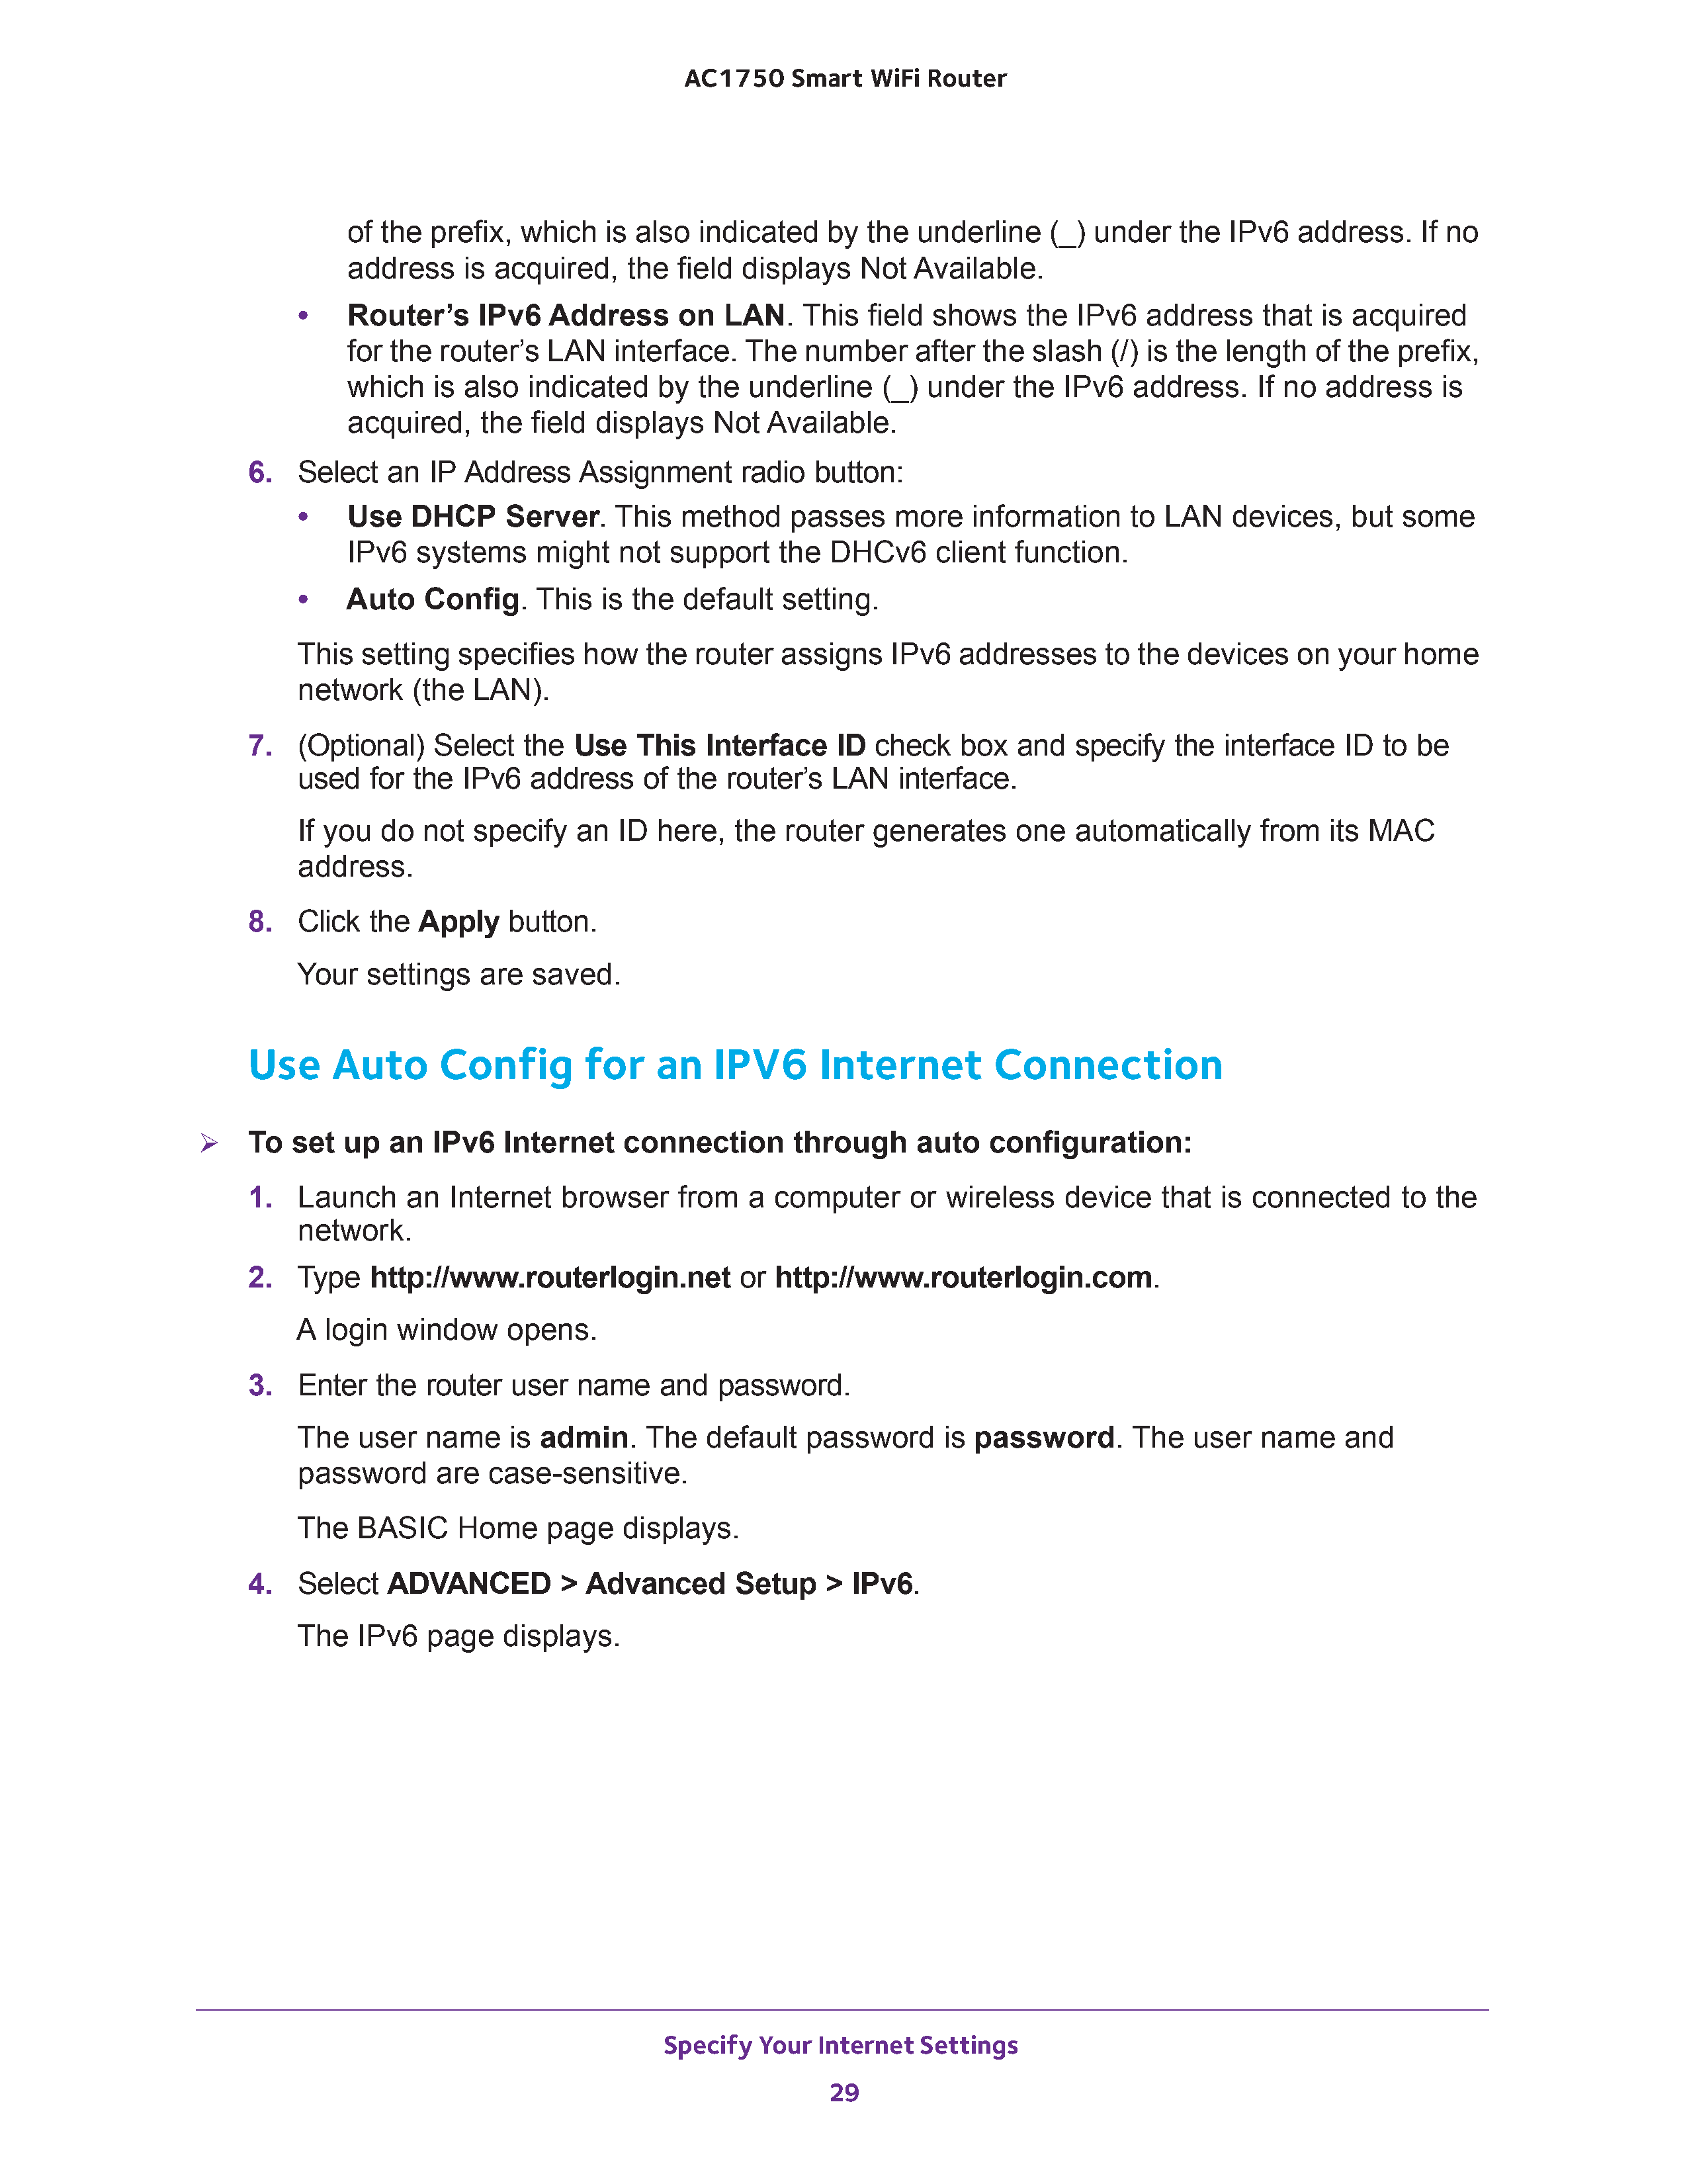 AC1750 Smart WiFi Router
of the prefix, which is also indicated by the underline (_) under the IPv6 address. If no
address is acquired, the field displays Not Available.
• Router’s IPv6 Address on LAN. This field shows the IPv6 address that is acquired
for the router’s LAN interface. The number after the slash (/) is the length of the prefix,
which is also indicated by the underline (_) under the IPv6 address. If no address is
acquired, the field displays Not Available.
6. Select an IP Address Assignment radio button:
• Use DHCP Server. This method passes more information to LAN devices, but some
IPv6 systems might not support the DHCv6 client function.
• Auto Config. This is the default setting.
This setting specifies how the router assigns IPv6 addresses to the devices on your home
network (the LAN).
7. (Optional) Select the Use This Interface ID check box and specify the interface ID to be
used for the IPv6 address of the router’s LAN interface.
If you do not specify an ID here, the router generates one automatically from its MAC
address.
8. Click the Apply button.
Your settings are saved.
Use Auto Config for an IPV6 Internet Connection
➢ To set up an IPv6 Internet connection through auto configuration:
1. Launch an Internet browser from a computer or wireless device that is connected to the
network.
2. Type http://www.routerlogin.net or http://www.routerlogin.com.
A login window opens.
3. Enter the router user name and password.
The user name is admin. The default password is password. The user name and
password are case-sensitive.
The BASIC Home page displays.
4. Select ADVANCED > Advanced Setup > IPv6.
The IPv6 page displays.
Specify Your Internet Settings
29